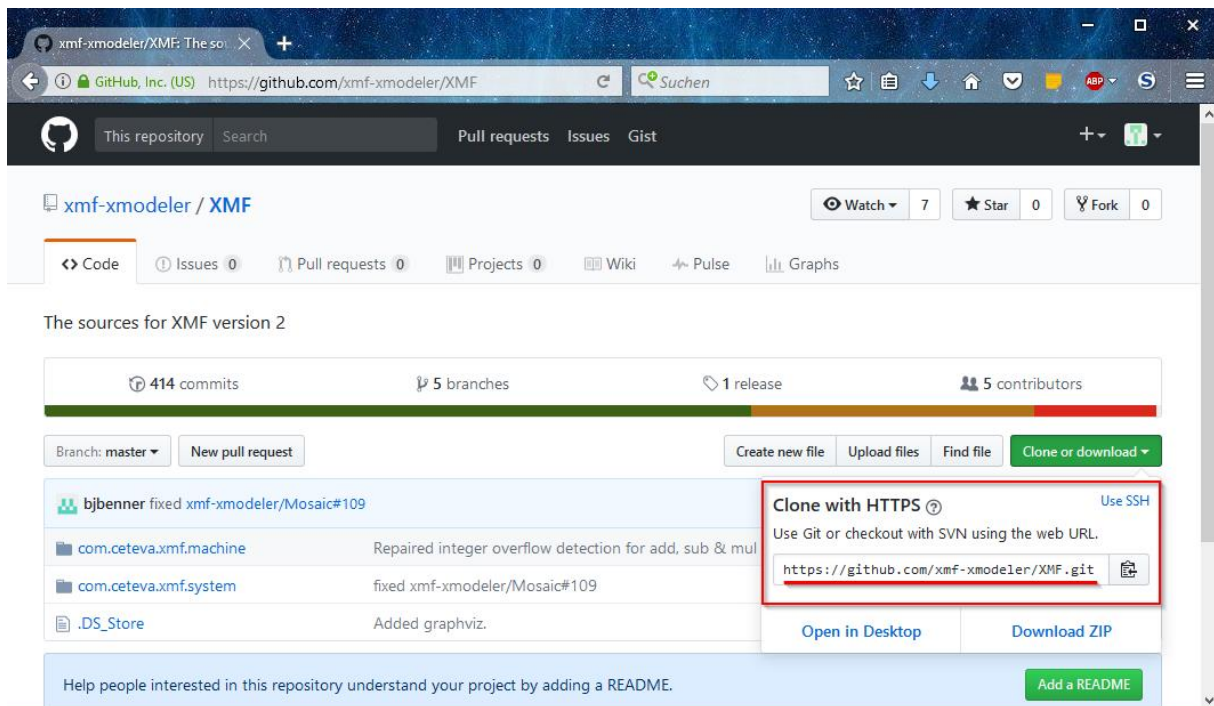 xmf-xmodeler/XMF: The sou
GitHub, Inc. (US) https://github.com/xmf-xmodeler/XMF Suchen ABP S
This repository Search Pull requests Issues Gist
xmf-xmodeler / XMF Watch 7 Star 0 Fork 0
Code Issues 0 Pull requests 0 Projects 0 Wiki Pulse Graphs
The sources for XMF version 2
414 commits 5 branches 1 release 5 contributors
Branch: master New pull request Create new file Upload files Find file Clone or download
bjbenner fixed xmf-xmodeler/Mosaic#109
Clone with HTTPS Use SSH
Use Git or checkout with SVN using the web URL.
https://github.com/xmf-xmodeler/XMF.git
Open in Desktop Download ZIP
com.ceteva.xmf.machine Repaired integer overflow detection for add, sub & mul
com.ceteva.xmf.system fixed xmf-xmodeler/Mosaic#109
.DS_Store Added graphviz.
Help people interested in this repository understand your project by adding a README. Add a README